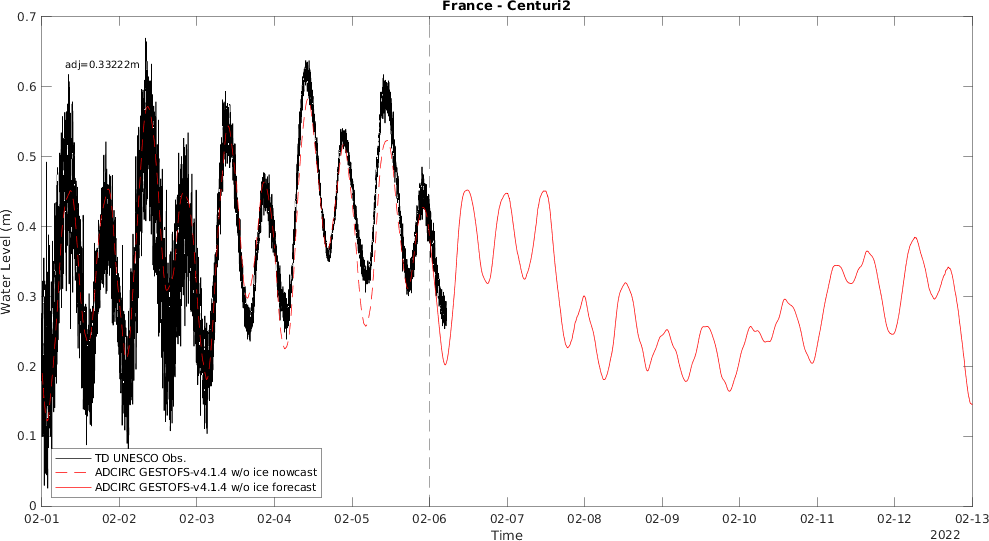 France - Centuri2
0.7
0.6
0.5
0.4
0.3
0.2
0.1
0
Water Level (m)
adj=0.33222m
TD UNESCO Obs.
ADCIRC GESTOFS-v4.1.4 w/o ice nowcast
ADCIRC GESTOFS-v4.1.4 w/o ice forecast
02-01 02-02 02-03 02-04 02-05 02-06 02-07 02-08 02-09 02-10 02-11 02-12 02-13
Time
2022